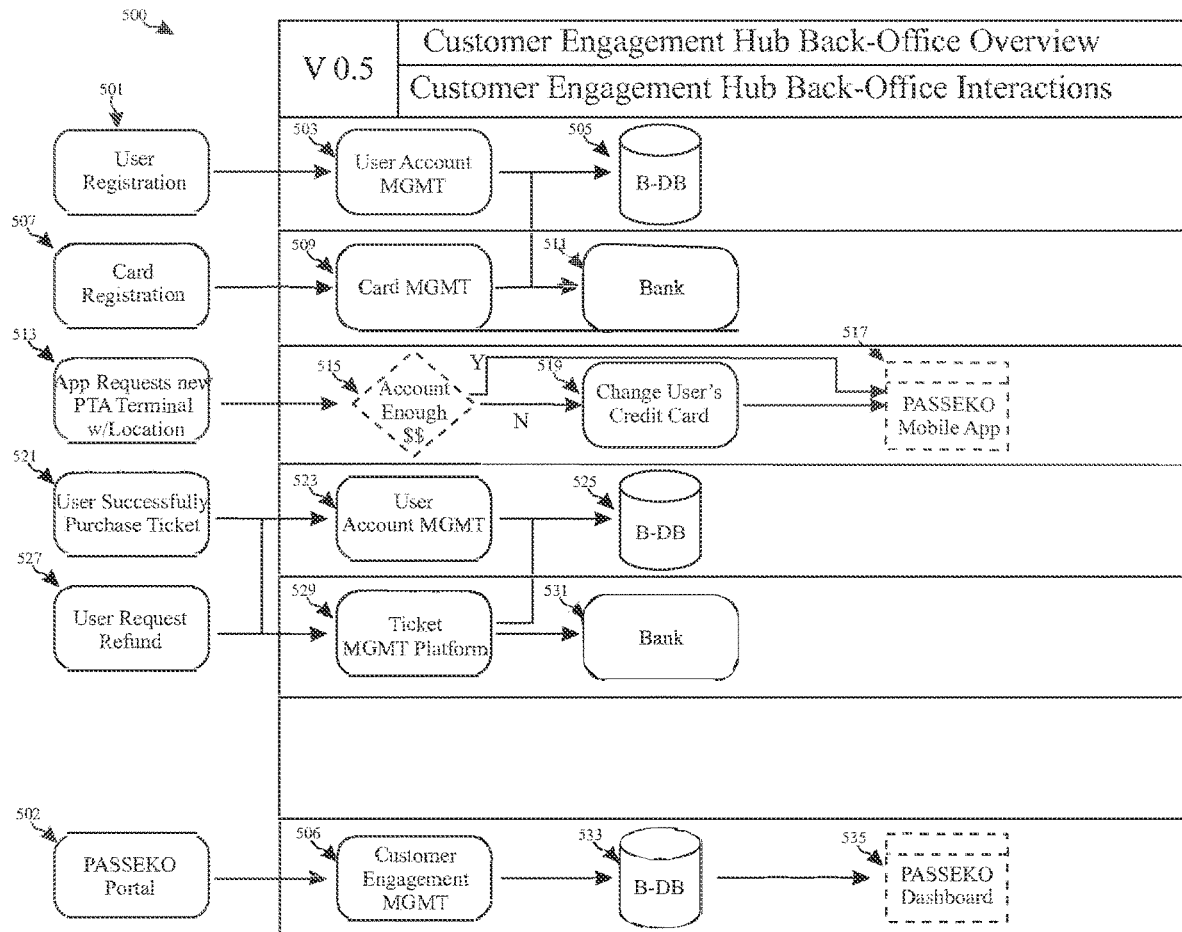 500
V 0.5
Customer Engagement Hub Back-Office Overview
Customer Engagement Hub Back-Office Interactions
501
User
Registration
503
User Account
MGMT
505
B-DB
507
Card
Registration
509
Card MGMT
511
Bank
513
App Requests new
PTA Terminal
w/Location
515
Account
Enough
$$
Y
N
519
Change User's
Credit Card
517
PASSEKO
Mobile App
521
User Successfully
Purchase Ticket
523
User
Account MGMT
525
B-DB
527
User Request
Refund
529
Ticket
MGMT Platform
531
Bank
502
PASSEKO
Portal
506
Customer
Engagement
MGMT
533
B-DB
535
PASSEKO
Dashboard